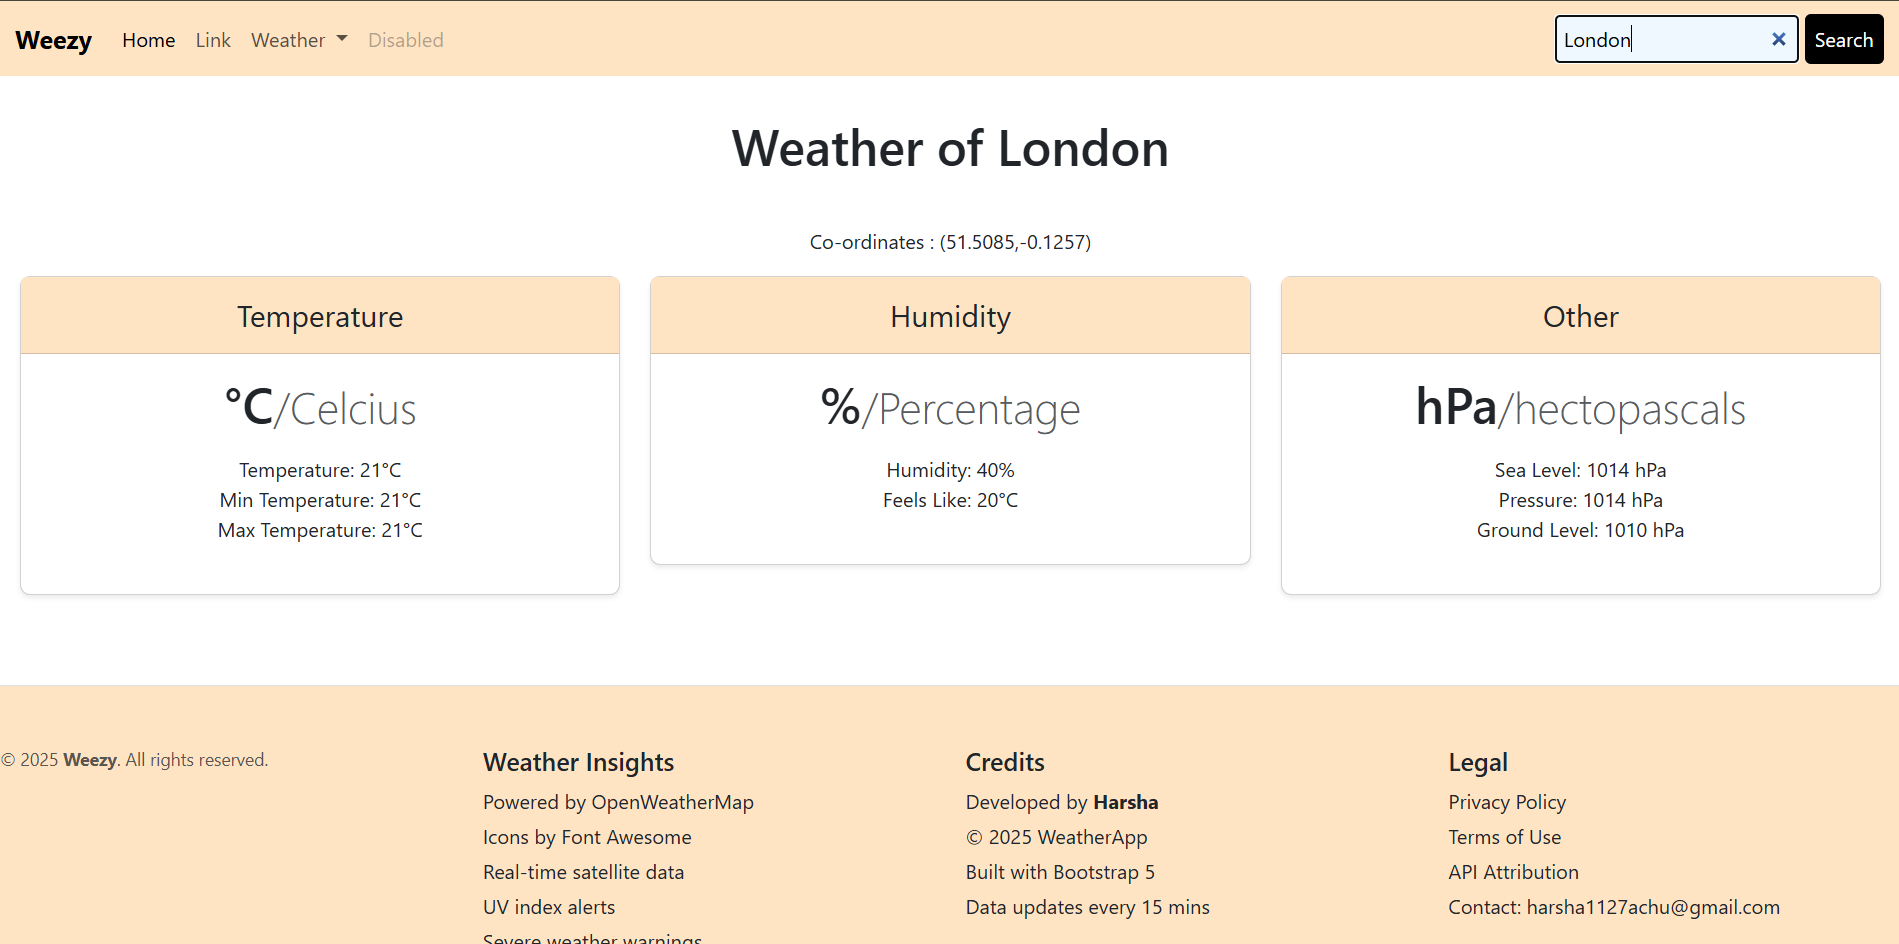 Weezy Home Link Weather Disabled London × Search
Weather of London
Co-ordinates : (51.5085,-0.1257)
Temperature
°C/Celcius
Temperature: 21°C
Min Temperature: 21°C
Max Temperature: 21°C
Humidity
%/Percentage
Humidity: 40%
Feels Like: 20°C
Other
hPa/hectopascals
Sea Level: 1014 hPa
Pressure: 1014 hPa
Ground Level: 1010 hPa
© 2025 Weezy. All rights reserved.
Weather Insights
Powered by OpenWeatherMap
Icons by Font Awesome
Real-time satellite data
UV index alerts
Severe weather warnings
Credits
Developed by Harsha
© 2025 WeatherApp
Built with Bootstrap 5
Data updates every 15 mins
Legal
Privacy Policy
Terms of Use
API Attribution
Contact: harsha1127achu@gmail.com